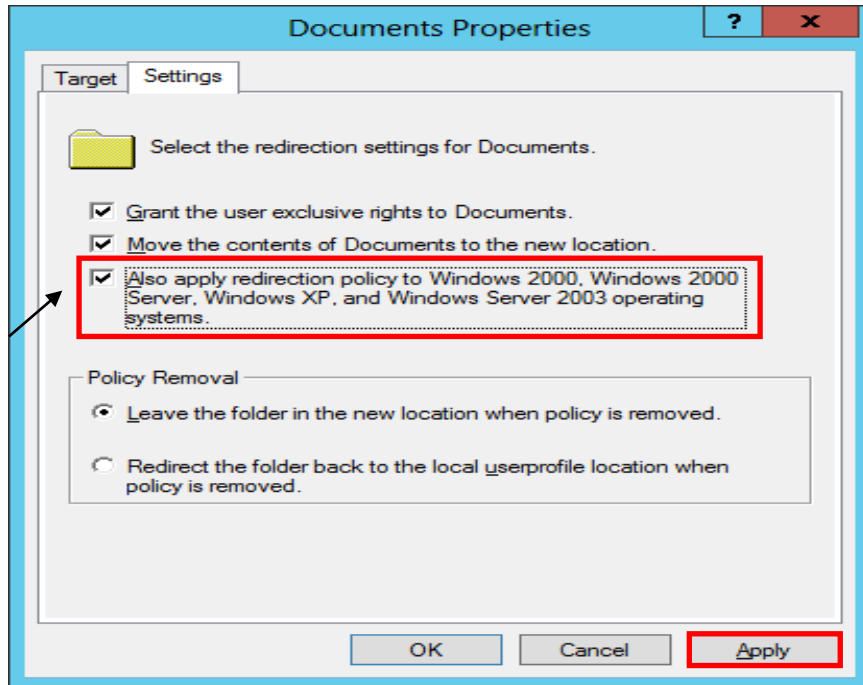 Documents Properties
?
x
Target
Settings
Select the redirection settings for Documents.
Grant the user exclusive rights to Documents.
Move the contents of Documents to the new location.
Also apply redirection policy to Windows 2000, Windows 2000
Server, Windows XP, and Windows Server 2003 operating
systems.
Policy Removal
Leave the folder in the new location when policy is removed.
Redirect the folder back to the local userprofile location when
policy is removed.
OK
Cancel
Apply